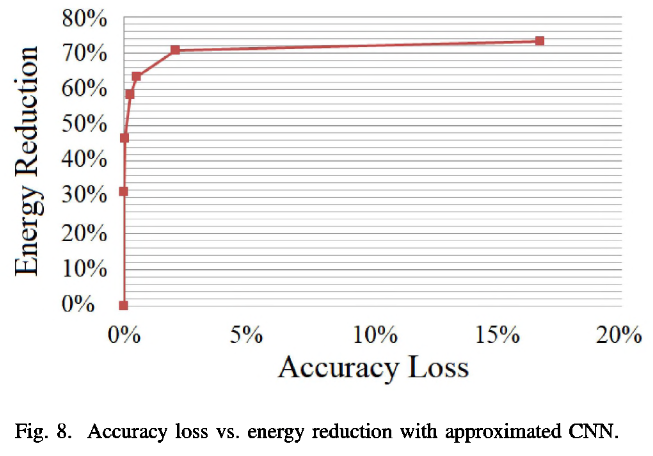 80%
70%
60%
50%
40%
30%
20%
10%
0%
Energy Reduction
0% 5% 10% 15% 20%
Accuracy Loss
Fig. 8. Accuracy loss vs. energy reduction with approximated CNN.